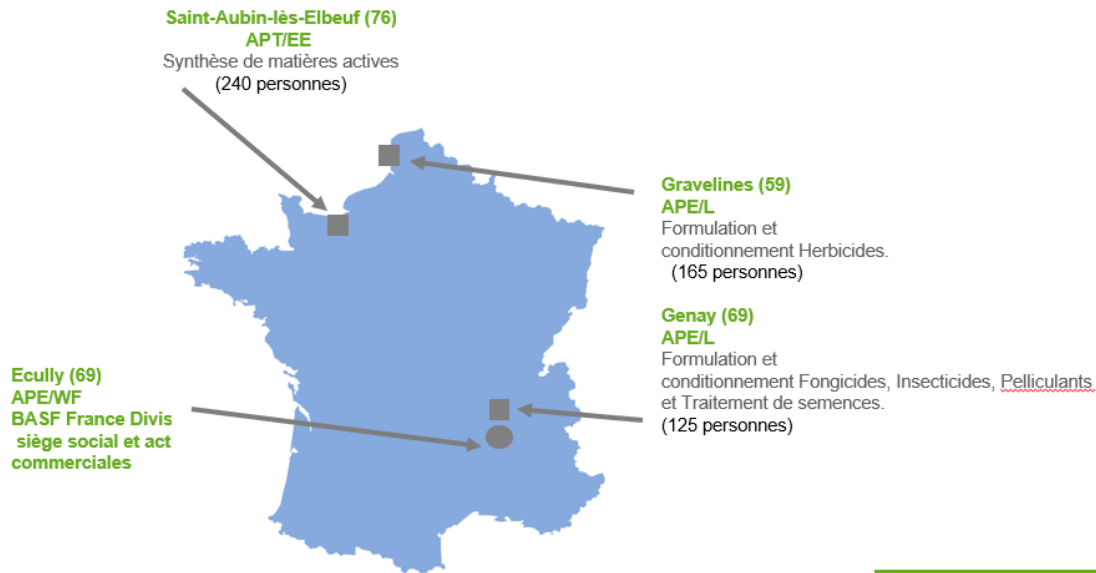 Saint-Aubin-lès-Elbeuf (76)
APT/EE
Synthèse de matières actives
(240 personnes)
Gravelines (59)
APE/L
Formulation et
conditionnement Herbicides.
(165 personnes)
Genay (69)
APE/L
Formulation et
conditionnement Fongicides, Insecticides, Pelliculants
et Traitement de semences.
(125 personnes)
Ecully (69)
APE/WF
BASF France Divis
siège social et act
commerciales